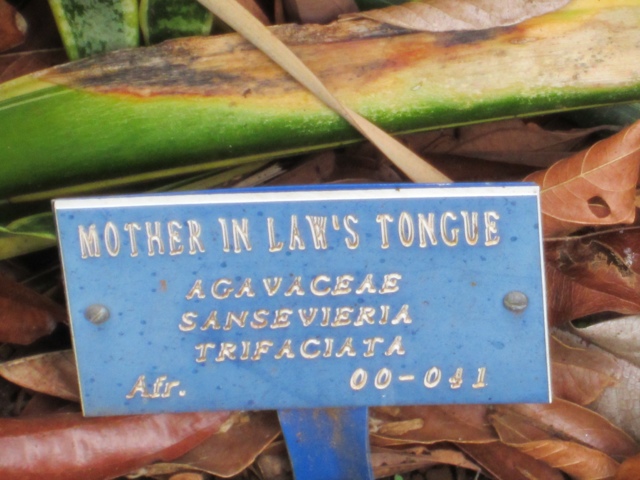 MOTHER IN LAW'S TONGUE
AGAVACEAE
SANSEVIERIA
TRIFACIATA
Afr. 00-041